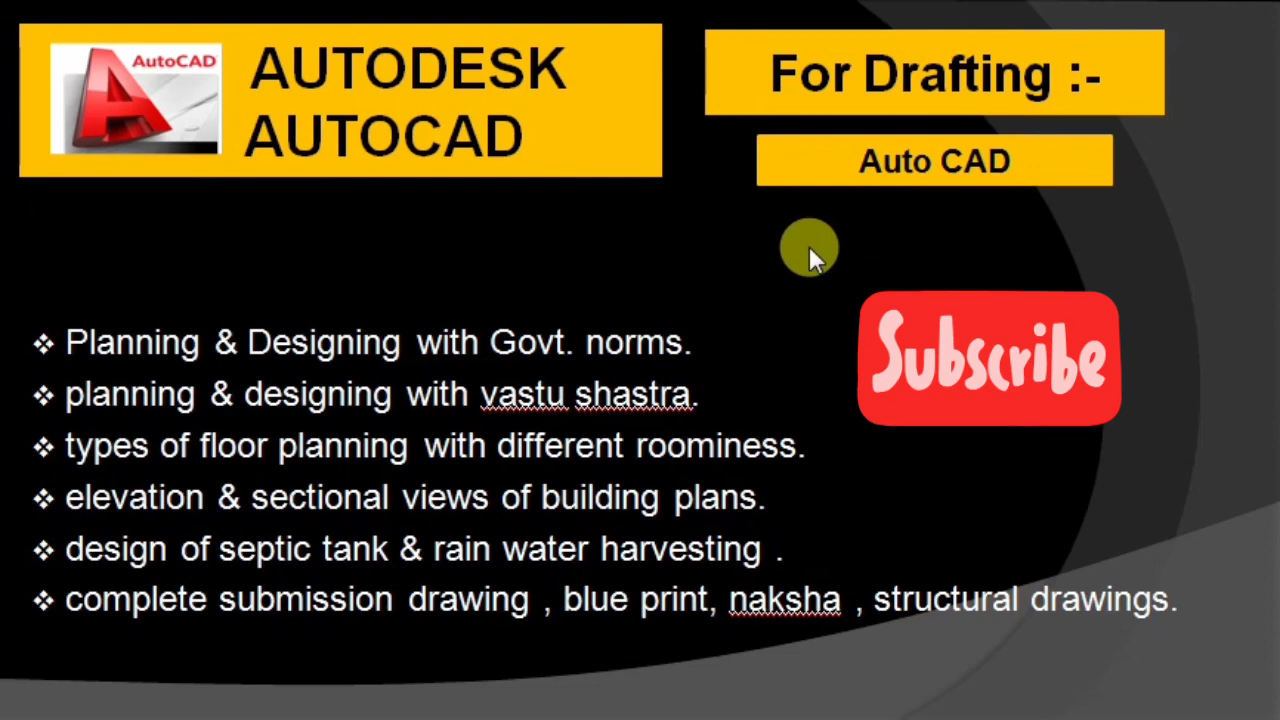 AutoCAD
AUTODESK
AUTOCAD
For Drafting :-
Auto CAD
Subscribe
❖ Planning & Designing with Govt. norms.
❖ planning & designing with vastu shastra.
❖ types of floor planning with different roominess.
❖ elevation & sectional views of building plans.
❖ design of septic tank & rain water harvesting .
❖ complete submission drawing , blue print, naksha , structural drawings.